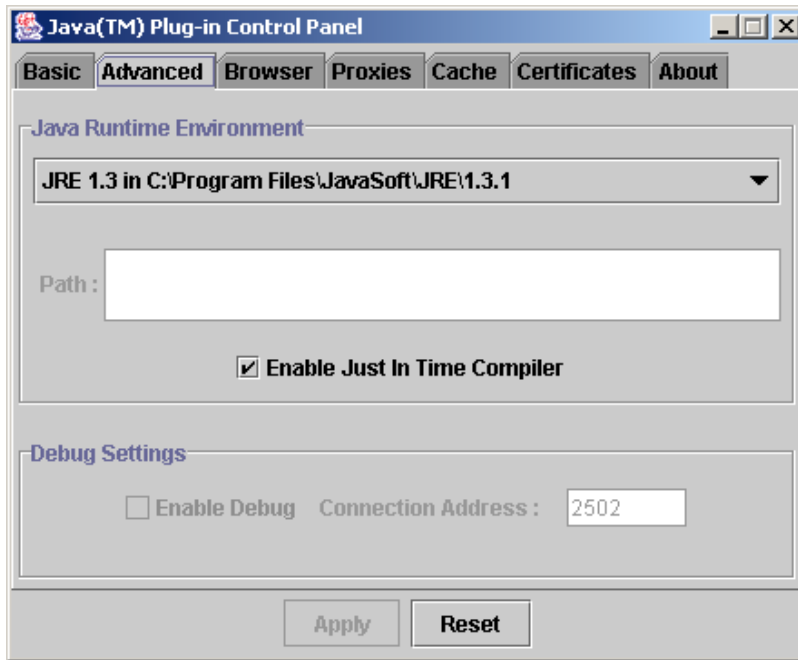 Java(TM) Plug-in Control Panel
Basic Advanced Browser Proxies Cache Certificates About
Java Runtime Environment
JRE 1.3 in C:\Program Files\JavaSoft\JRE\1.3.1
Path :
Enable Just In Time Compiler
Debug Settings
Enable Debug Connection Address : 2502
Apply Reset